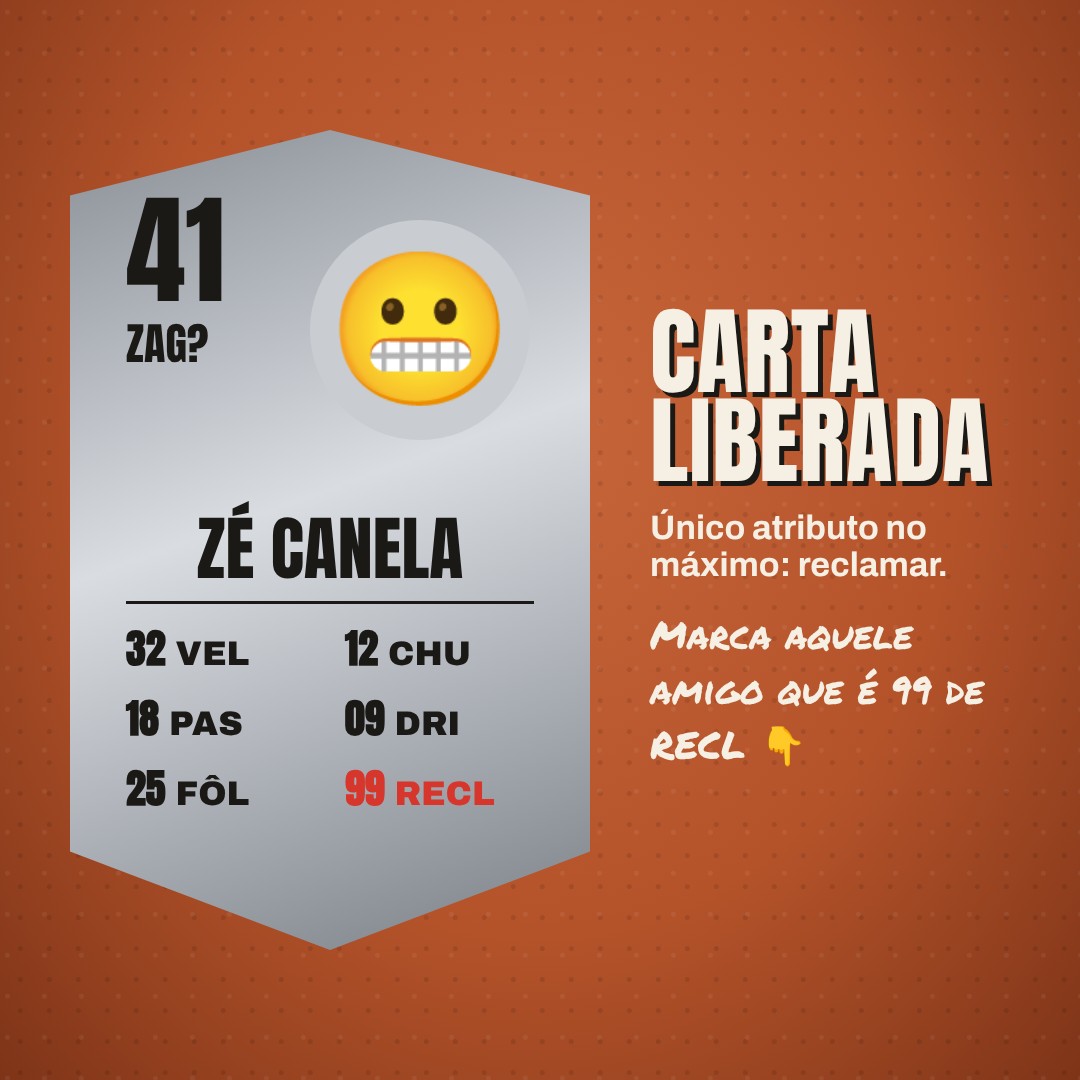 41
ZAG?
ZÉ CANELA
32 VEL
12 CHU
18 PAS
09 DRI
25 FÔL
99 RECL
CARTA
LIBERADA
Único atributo no
máximo: reclamar.
MARCA AQUELE
AMIGO QUE É 99 DE
RECL 👇